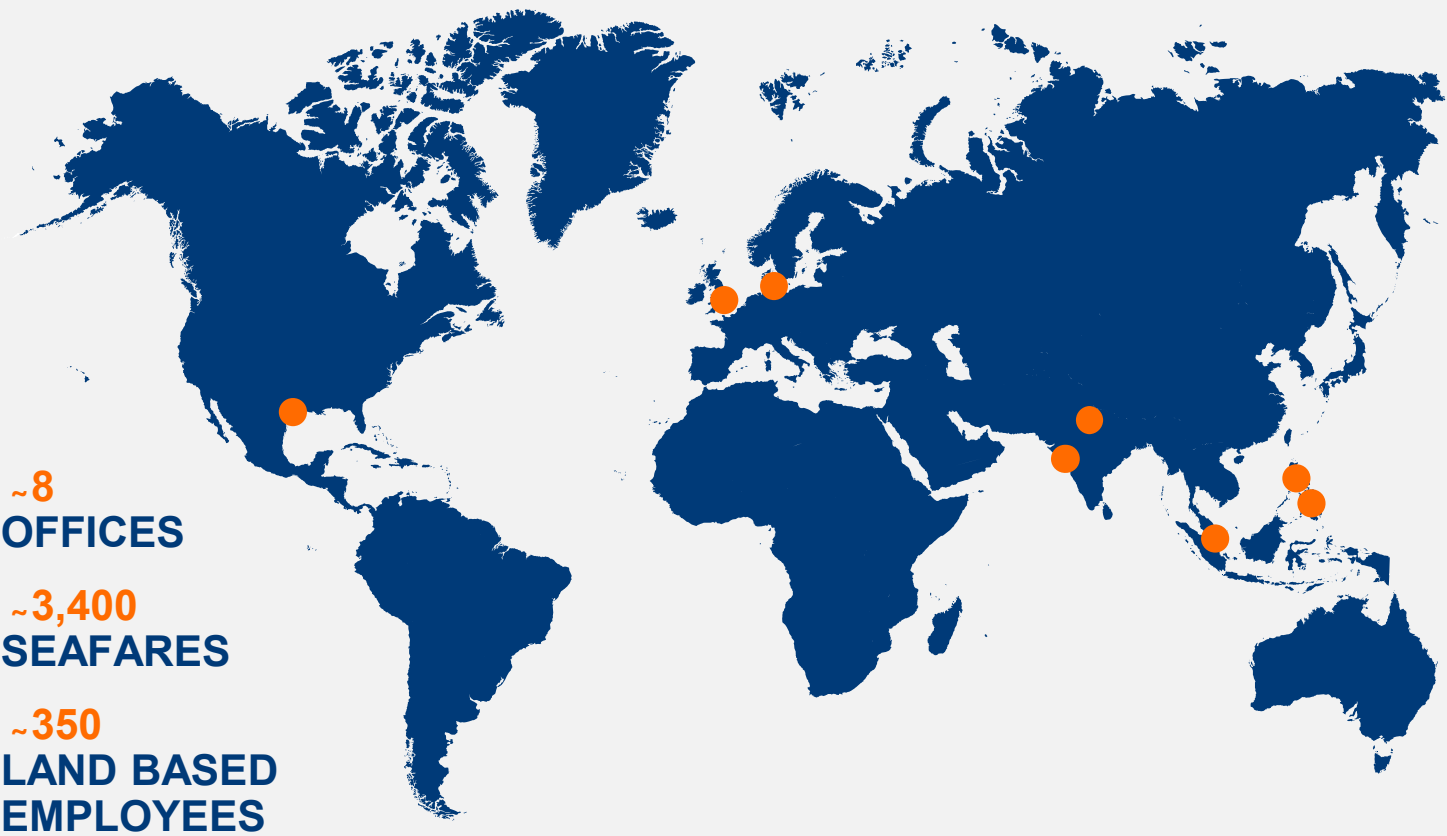 ~8
OFFICES
~3,400
SEAFARES
~350
LAND BASED
EMPLOYEES